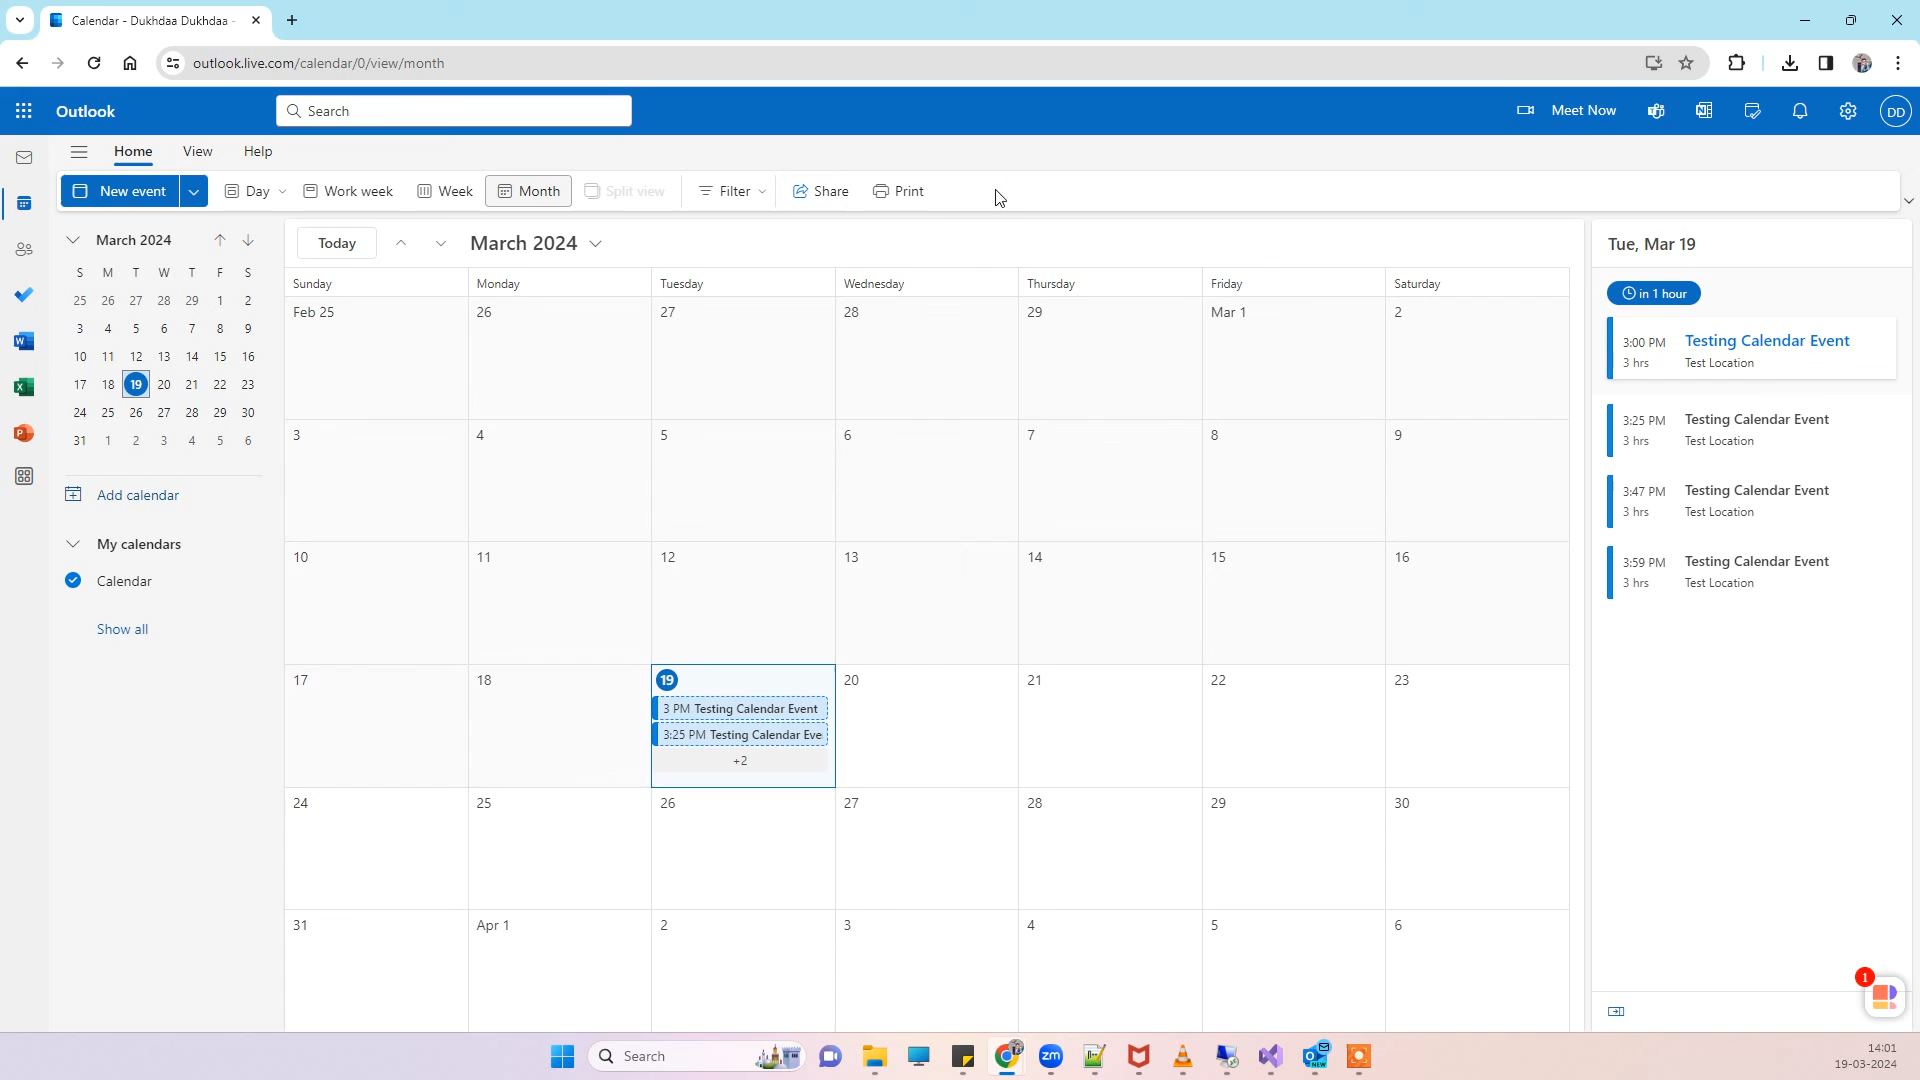 Calendar - Dukhdaa Dukhdaa -
outlook.live.com/calendar/0/view/month
Outlook
Search
Meet Now
DD
Home View Help
New event Day Work week Week Month Split view Filter Share Print
March 2024
S M T W T F S
25 26 27 28 29 1 2
3 4 5 6 7 8 9
10 11 12 13 14 15 16
17 18 19 20 21 22 23
24 25 26 27 28 29 30
31 1 2 3 4 5 6
Add calendar
My calendars
Calendar
Show all
Today March 2024
Sunday Monday Tuesday Wednesday Thursday Friday Saturday
Feb 25 26 27 28 29 Mar 1 2
3 4 5 6 7 8 9
10 11 12 13 14 15 16
17 18 19 20 21 22 23
3 PM Testing Calendar Event
3:25 PM Testing Calendar Eve
+2
24 25 26 27 28 29 30
31 Apr 1 2 3 4 5 6
Tue, Mar 19
in 1 hour
3:00 PM Testing Calendar Event
3 hrs Test Location
3:25 PM Testing Calendar Event
3 hrs Test Location
3:47 PM Testing Calendar Event
3 hrs Test Location
3:59 PM Testing Calendar Event
3 hrs Test Location
1
Search
zm
NEW
14:01
19-03-2024